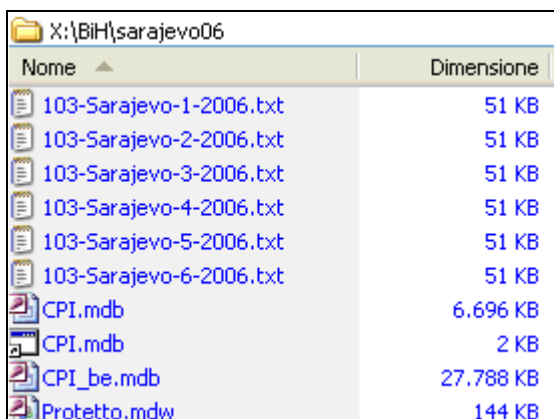 X:\BiH\sarajevo06
Nome Dimensione
103-Sarajevo-1-2006.txt 51 KB
103-Sarajevo-2-2006.txt 51 KB
103-Sarajevo-3-2006.txt 51 KB
103-Sarajevo-4-2006.txt 51 KB
103-Sarajevo-5-2006.txt 51 KB
103-Sarajevo-6-2006.txt 51 KB
CPI.mdb 6.696 KB
CPI.mdb 2 KB
CPI_be.mdb 27.788 KB
Protetto.mdw 144 KB